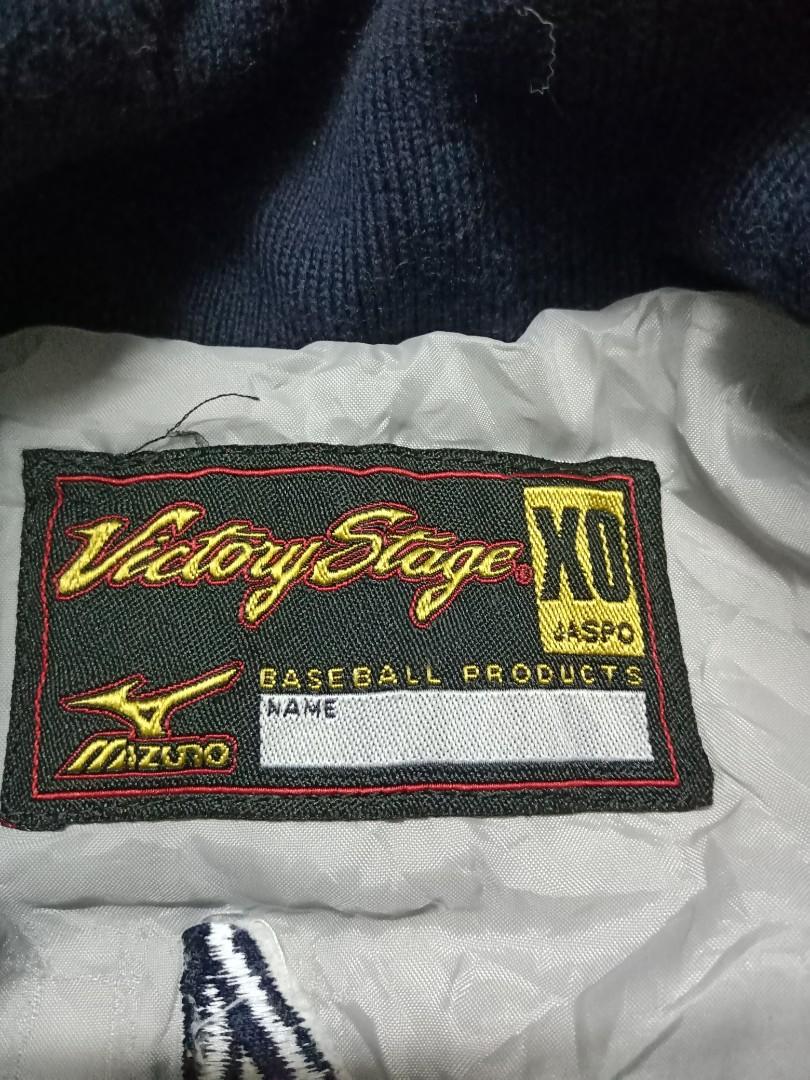 Victory Stage®
XO
JASPO
BASEBALL PRODUCTS
MIZUNO
NAME